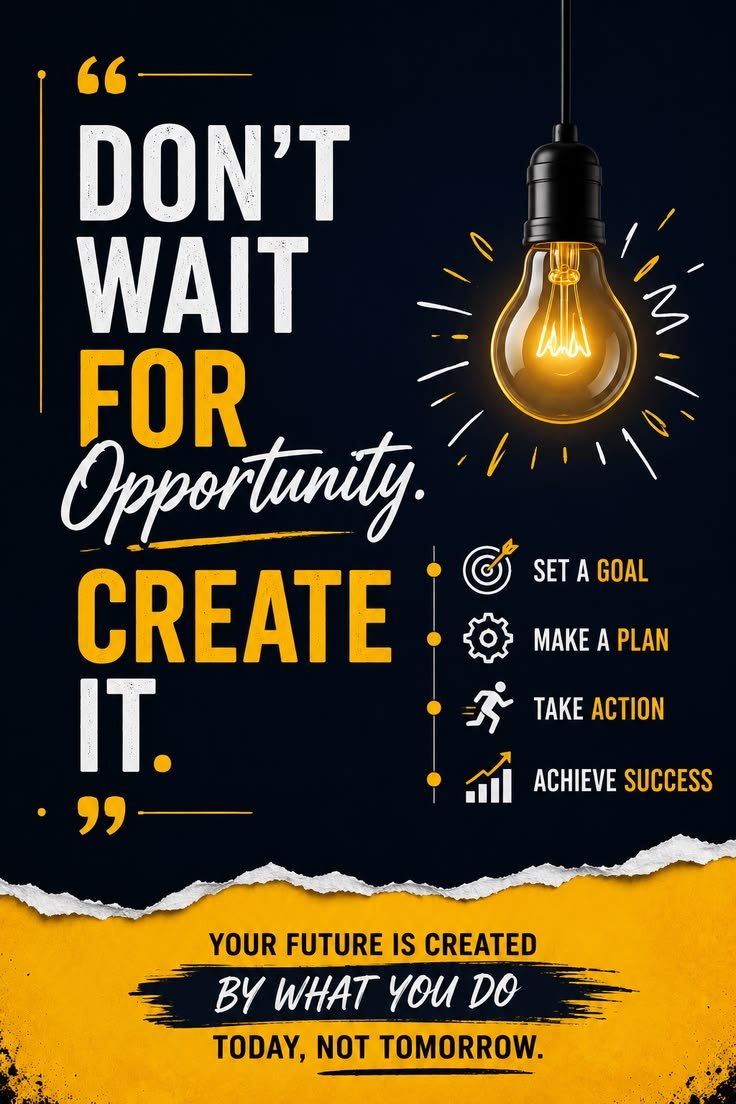 “
DON’T
WAIT
FOR
Opportunity.
CREATE
IT.
”
SET A GOAL
MAKE A PLAN
TAKE ACTION
ACHIEVE SUCCESS
YOUR FUTURE IS CREATED
BY WHAT YOU DO
TODAY, NOT TOMORROW.